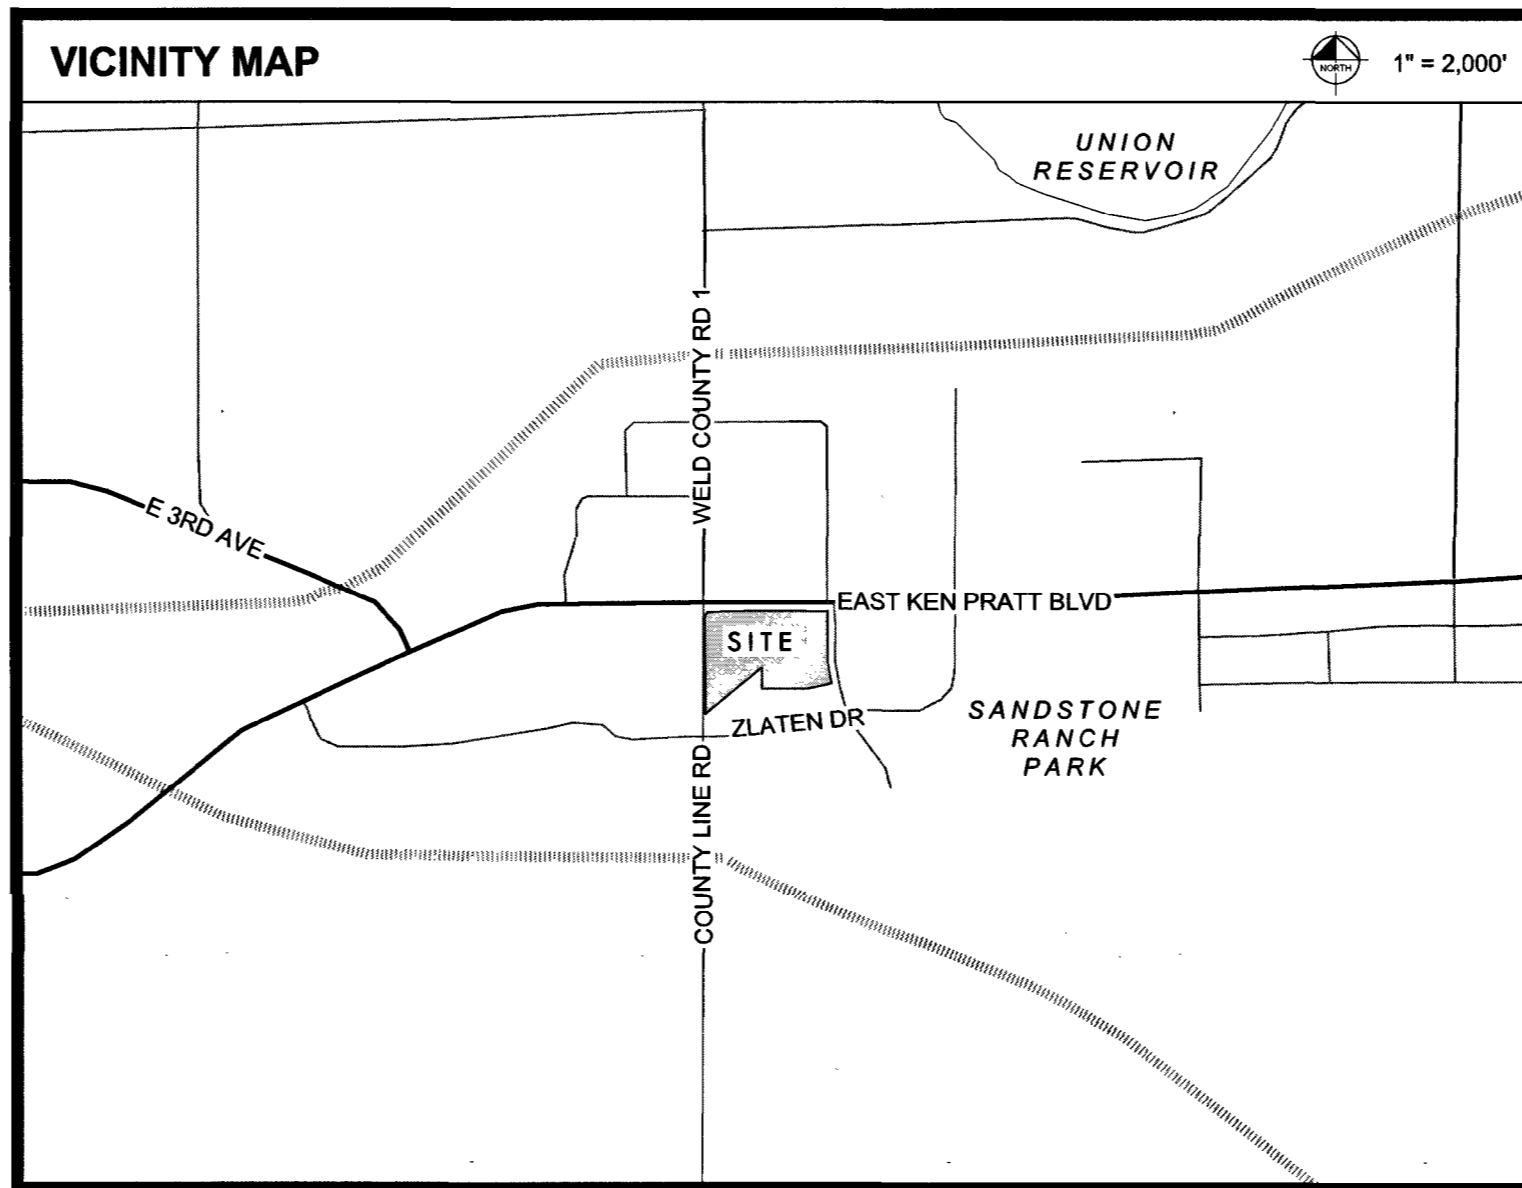 VICINITY MAP
NORTH
1" = 2,000'
UNION
RESERVOIR
WELD COUNTY RD 1
E 3RD AVE
EAST KEN PRATT BLVD
SITE
ZLATEN DR
SANDSTONE
RANCH
PARK
COUNTY LINE RD